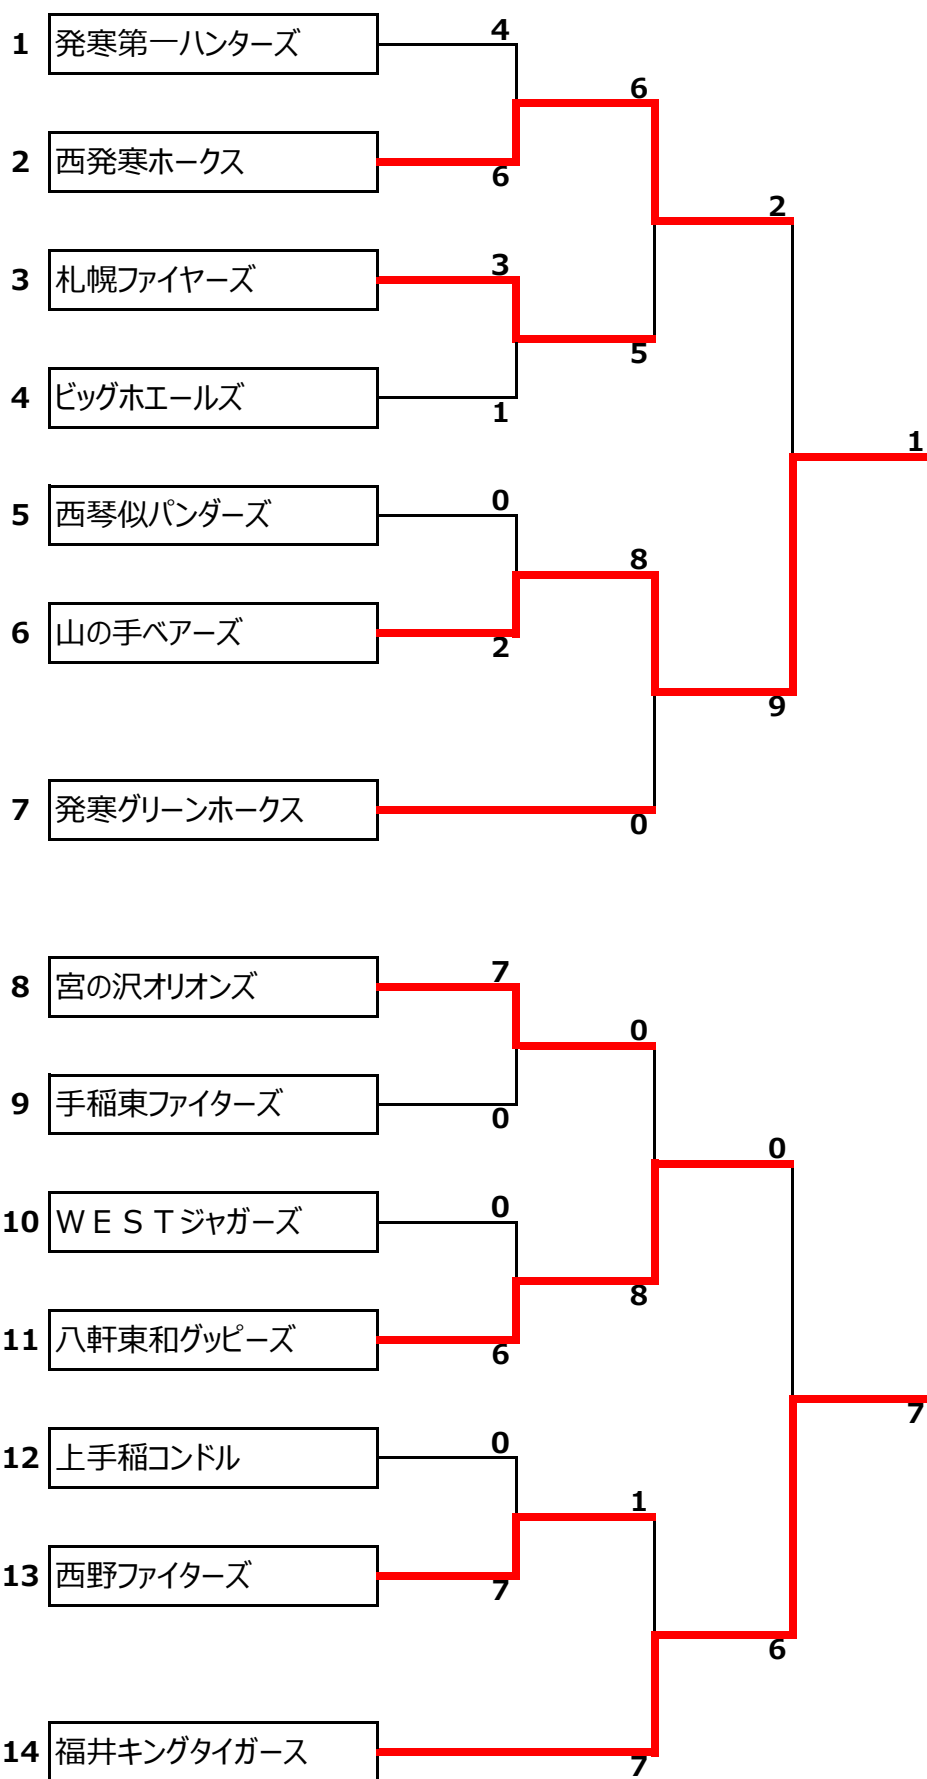 4
1 発寒第一ハンターズ
6
2 西発寒ホークス
6
2
3 札幌ファイヤーズ
3
5
4 ビッグホエールズ
1
1
5 西琴似パンダーズ
0
8
6 山の手ベアーズ
2
9
7 発寒グリーンホークス
0
8 宮の沢オリオンズ
7
0
9 手稲東ファイターズ
0
0
10 ＷＥＳＴジャガーズ
0
8
11 八軒東和グッピーズ
6
7
12 上手稲コンドル
0
1
13 西野ファイターズ
7
6
14 福井キングタイガース
7